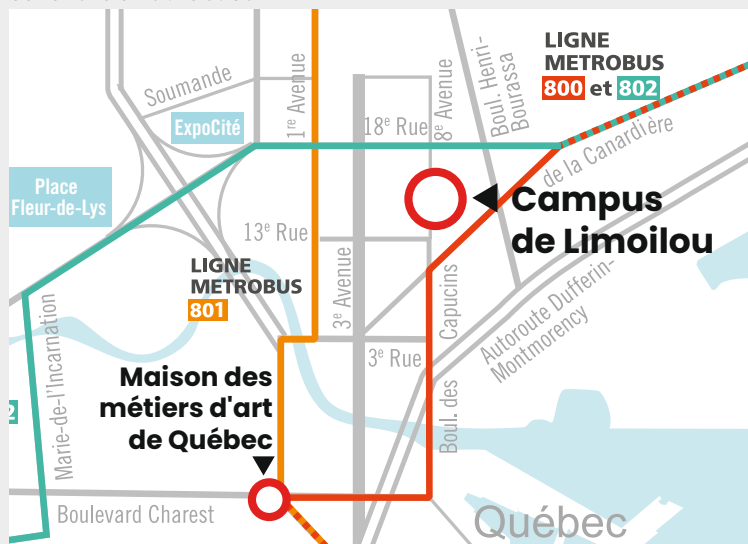 LIGNE
METROBUS
800 et 802
Soumande
1re Avenue
18e Rue
8e Avenue
Boul. Henri-
Bourassa
ExpoCité
de la Canardière
Place
Fleur-de-Lys
Campus
de Limoilou
13e Rue
LIGNE
METROBUS
801
3e Avenue
Capucins
Autoroute Dufferin-
Montmorency
Marie-de-l'Incarnation
3e Rue
Maison des
métiers d'art
de Québec
Boul. des
2
Boulevard Charest
Québec